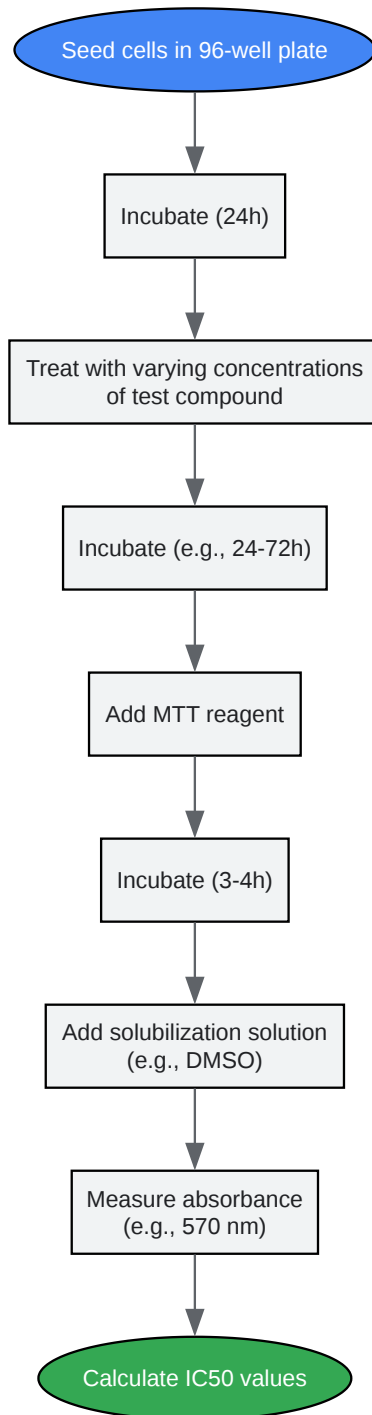 Seed cells in 96-well plate
Incubate (24h)
Treat with varying concentrations
of test compound
Incubate (e.g., 24-72h)
Add MTT reagent
Incubate (3-4h)
Add solubilization solution
(e.g., DMSO)
Measure absorbance
(e.g., 570 nm)
Calculate IC50 values